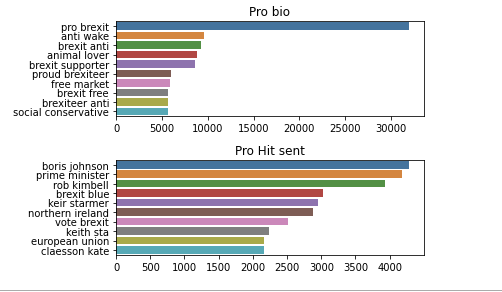 Pro bio
pro brexit
anti wake
brexit anti
animal lover
brexit supporter
proud brexiteer
free market
brexit free
brexiteer anti
social conservative
0 5000 10000 15000 20000 25000 30000
Pro Hit sent
boris johnson
prime minister
rob kimbell
brexit blue
keir starmer
northern ireland
vote brexit
keith sta
european union
claesson kate
0 500 1000 1500 2000 2500 3000 3500 4000